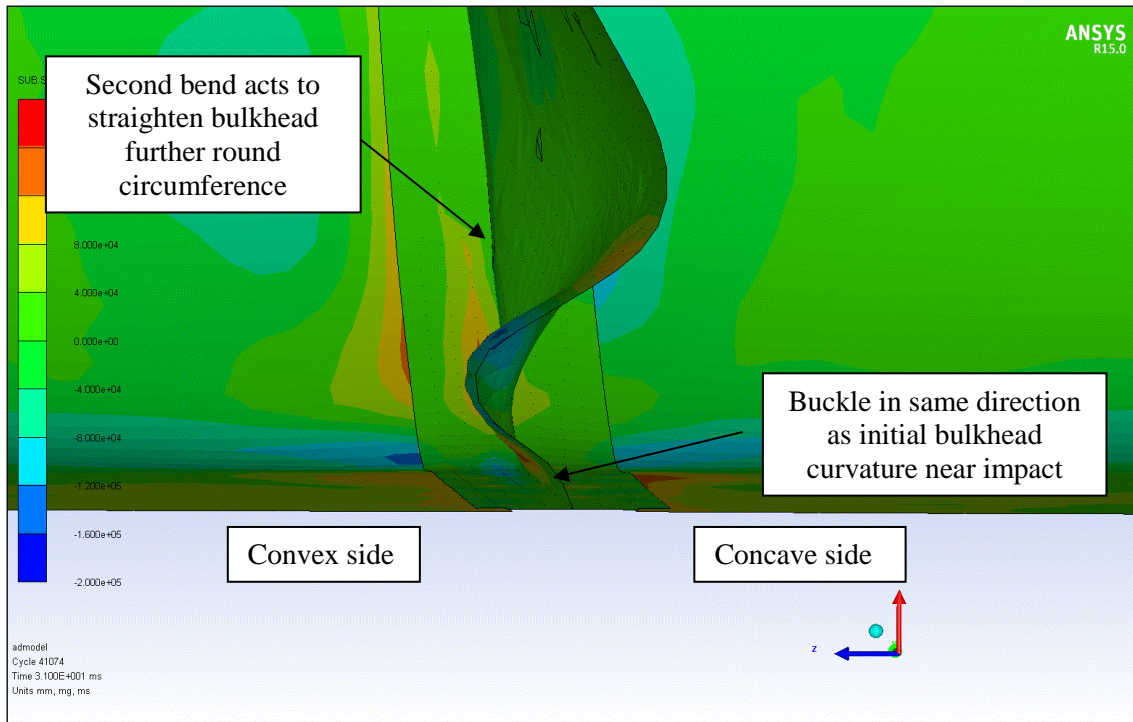 ANSYS
R15.0
SUB.S
Second bend acts to
straighten bulkhead
further round
circumference
8.000e+04
4.000e+04
0.000e+00
-4.000e+04
-8.000e+04
-1.200e+05
-1.600e+05
-2.000e+05
Buckle in same direction
as initial bulkhead
curvature near impact
Convex side
Concave side
z
admodel
Cycle 41074
Time 3.100E+001 ms
Units mm, mg, ms